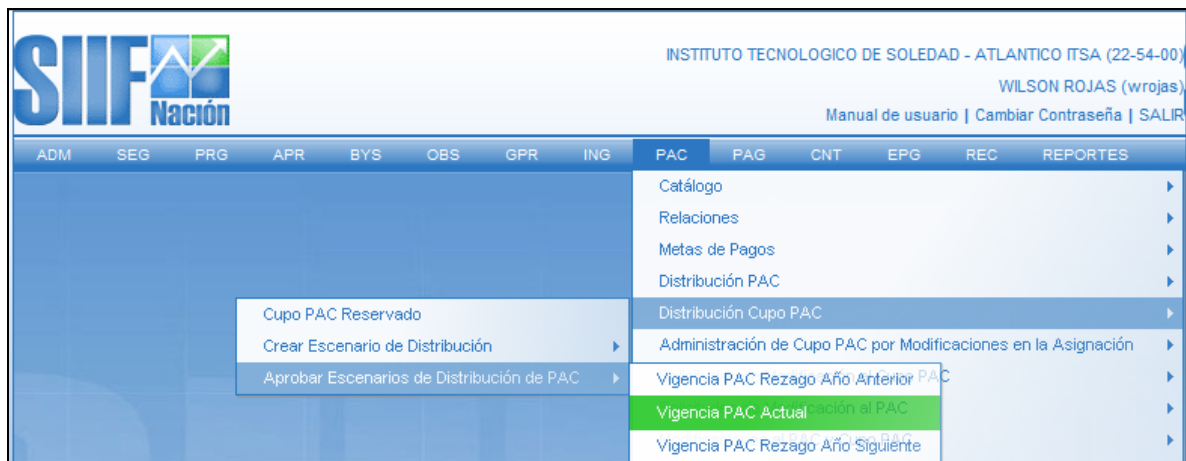 SIIF
Nación
INSTITUTO TECNOLOGICO DE SOLEDAD - ATLANTICO ITSA (22-54-00)
WILSON ROJAS (wrojas)
Manual de usuario | Cambiar Contraseña | SALIR
ADM SEG PRG APR BYS OBS GPR ING PAC PAG CNT EPG REC REPORTES
Catálogo
Relaciones
Metas de Pagos
Distribución PAC
Distribución Cupo PAC
Administración de Cupo PAC por Modificaciones en la Asignación
Cupo PAC Reservado
Crear Escenario de Distribución
Aprobar Escenarios de Distribución de PAC
Vigencia PAC Rezago Año Anterior
Vigencia PAC Actual
Vigencia PAC Rezago Año Siguiente